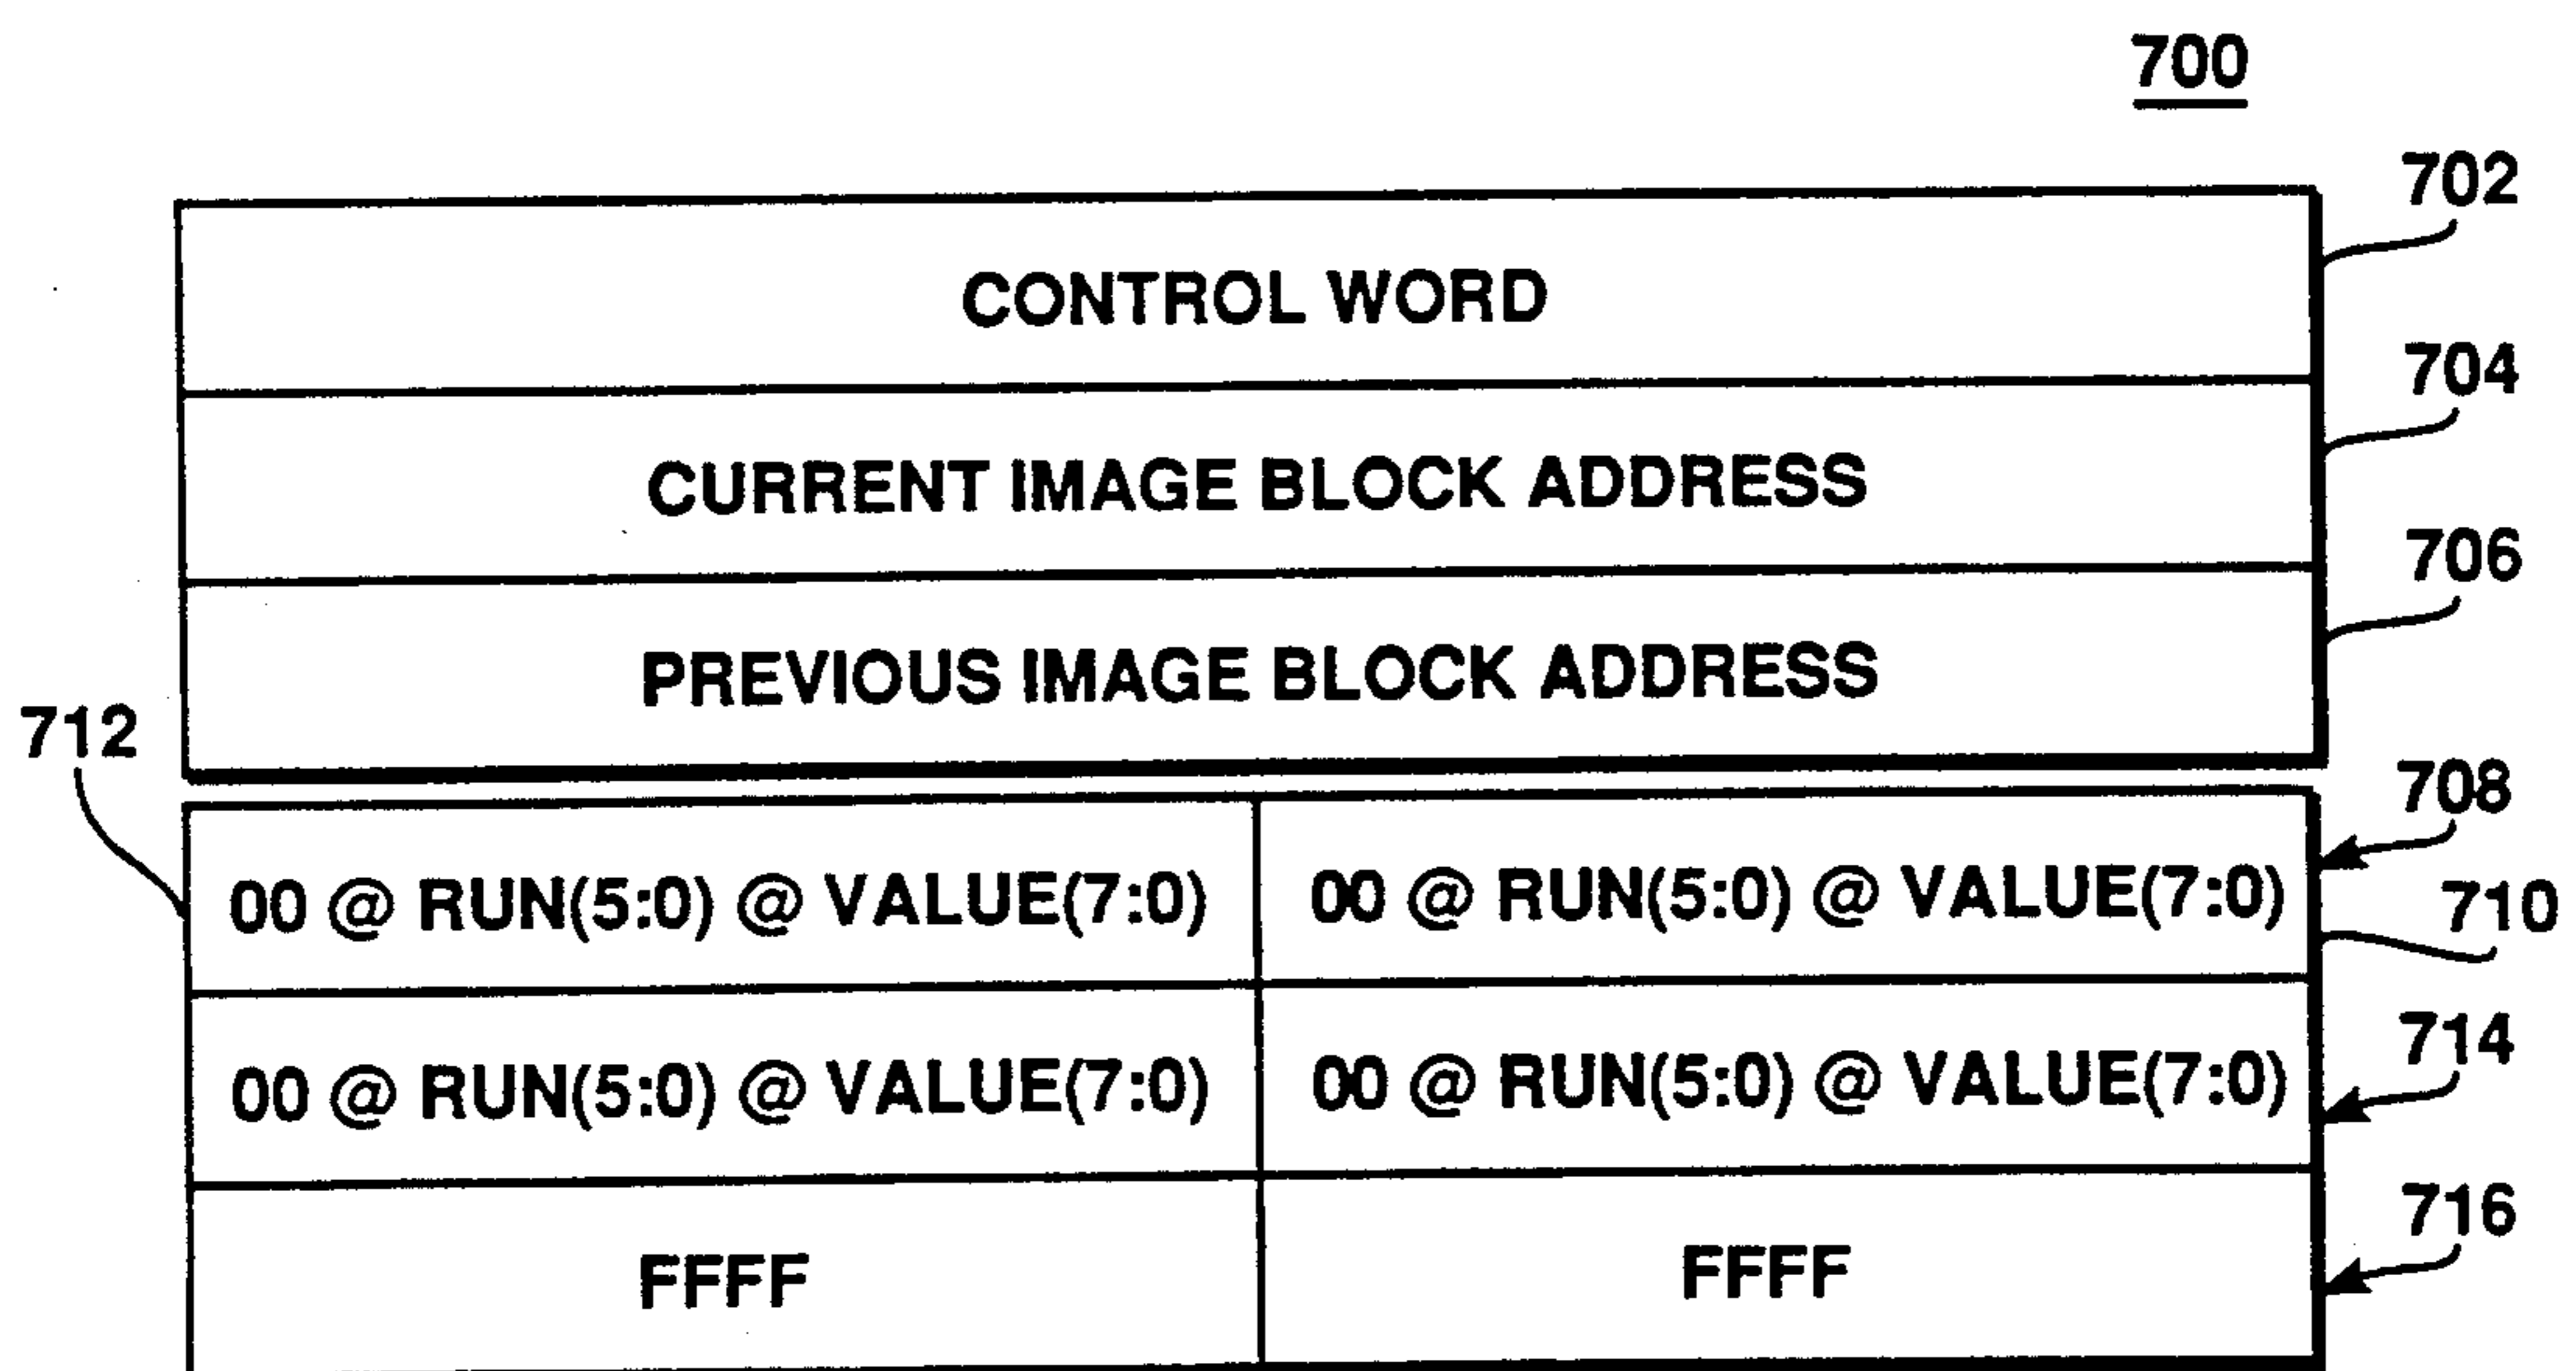 700
702
CONTROL WORD
704
CURRENT IMAGE BLOCK ADDRESS
706
PREVIOUS IMAGE BLOCK ADDRESS
712
708
00 @ RUN(5:0) @ VALUE(7:0) 00 @ RUN(5:0) @ VALUE(7:0)
710
714
00 @ RUN(5:0) @ VALUE(7:0) 00 @ RUN(5:0) @ VALUE(7:0)
716
FFFF FFFF